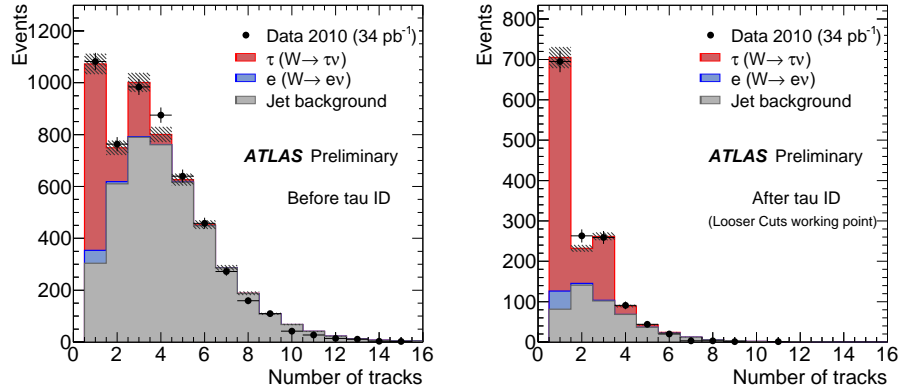 Events
1200
1000
800
600
400
200
0
0 2 4 6 8 10 12 14 16
Number of tracks
Data 2010 (34 pb⁻¹)
τ (W→ τν)
e (W→ eν)
Jet background
ATLAS Preliminary
Before tau ID
Events
800
700
600
500
400
300
200
100
0
0 2 4 6 8 10 12 14 16
Number of tracks
Data 2010 (34 pb⁻¹)
τ (W→ τν)
e (W→ eν)
Jet background
ATLAS Preliminary
After tau ID
(Looser Cuts working point)